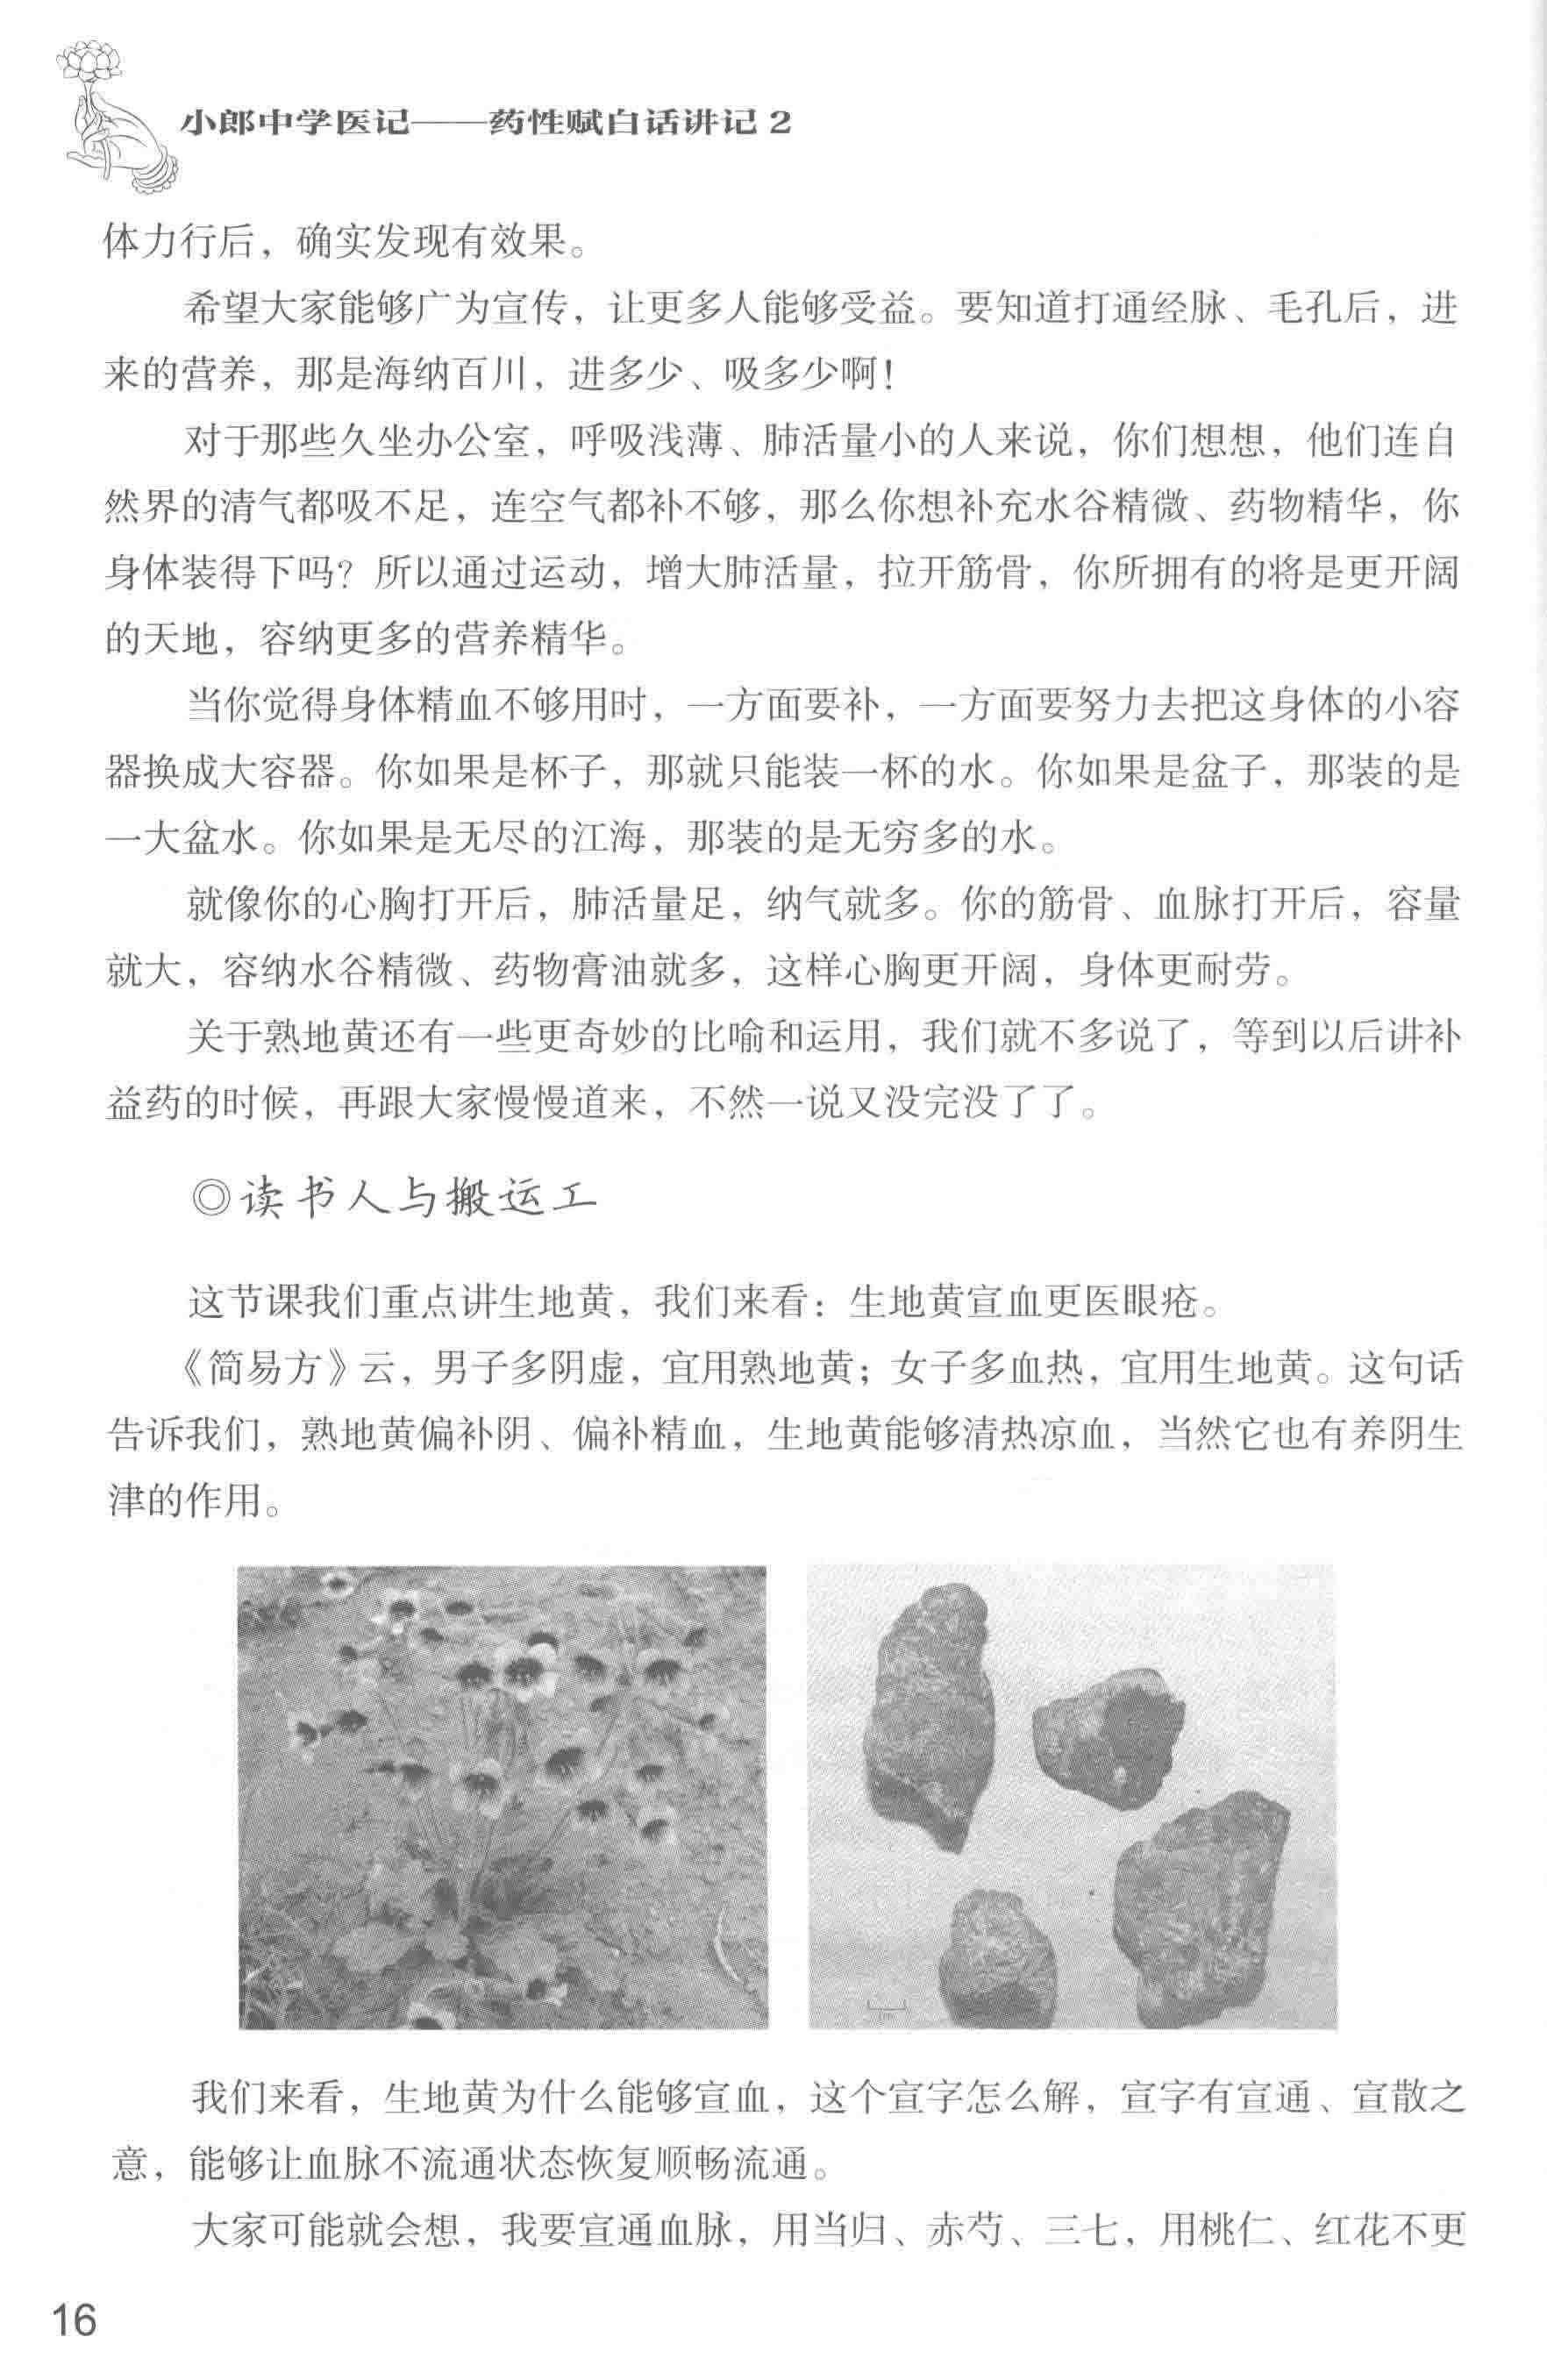 小郎中学医记——药性赋白话讲记 2
体力行后，确实发现有效果。
希望大家能够广为宣传，让更多人能够受益。要知道打通经脉、毛孔后，进
来的营养，那是海纳百川，进多少、吸多少啊！
对于那些久坐办公室，呼吸浅薄、肺活量小的人来说，你们想想，他们连自
然界的清气都吸不足，连空气都补不够，那么你想补充水谷精微、药物精华，你
身体装得下吗？所以通过运动，增大肺活量，拉开筋骨，你所拥有的将是更开阔
的天地，容纳更多的营养精华。
当你觉得身体精血不够用时，一方面要补，一方面要努力去把这身体的小容
器换成大容器。你如果是杯子，那就只能装一杯的水。你如果是盆子，那装的是
一大盆水。你如果是无尽的江海，那装的是无穷多的水。
就像你的心胸打开后，肺活量足，纳气就多。你的筋骨、血脉打开后，容量
就大，容纳水谷精微、药物膏油就多，这样心胸更开阔，身体更耐劳。
关于熟地黄还有一些更奇妙的比喻和运用，我们就不多说了，等到以后讲补
益药的时候，再跟大家慢慢道来，不然一说又没完没了了。
◎读书人与搬运工
这节课我们重点讲生地黄，我们来看：生地黄宣血更医眼疮。
《简易方》云，男子多阴虚，宜用熟地黄；女子多血热，宜用生地黄。这句话
告诉我们，熟地黄偏补阴、偏补精血，生地黄能够清热凉血，当然它也有养阴生
津的作用。
我们来看，生地黄为什么能够宣血，这个宣字怎么解，宣字有宣通、宣散之
意，能够让血脉不流通状态恢复顺畅流通。
大家可能就会想，我要宣通血脉，用当归、赤芍、三七，用桃仁、红花不更
16